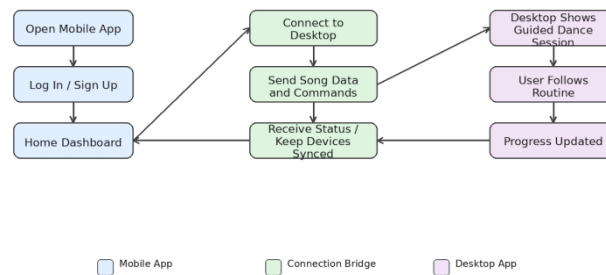 Open Mobile App
Log In / Sign Up
Home Dashboard
Connect to
Desktop
Send Song Data
and Commands
Receive Status /
Keep Devices
Synced
Desktop Shows
Guided Dance
Session
User Follows
Routine
Progress Updated
Mobile App
Connection Bridge
Desktop App